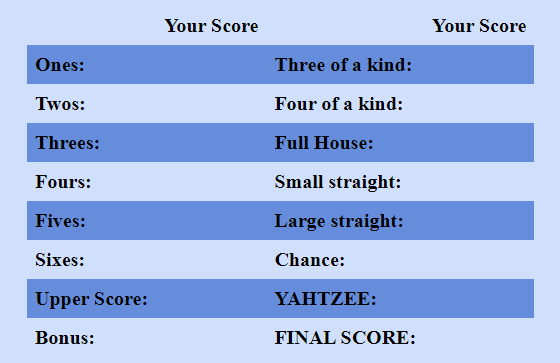 Your Score Your Score
Ones: Three of a kind:
Twos: Four of a kind:
Threes: Full House:
Fours: Small straight:
Fives: Large straight:
Sixes: Chance:
Upper Score: YAHTZEE:
Bonus: FINAL SCORE: